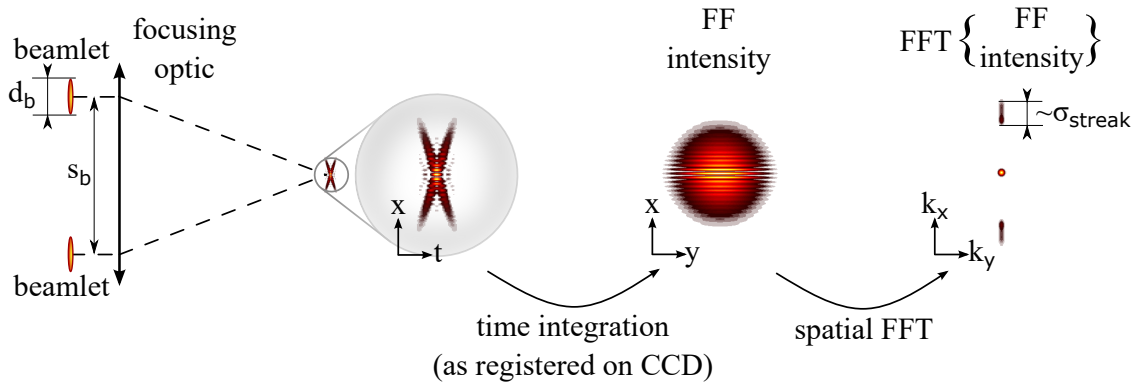 beamlet
d_b
focusing
optic
s_b
beamlet
x
t
FF
intensity
x
y
time integration
(as registered on CCD)
FFT { FF
intensity }
~σ_streak
k_x
k_y
spatial FFT